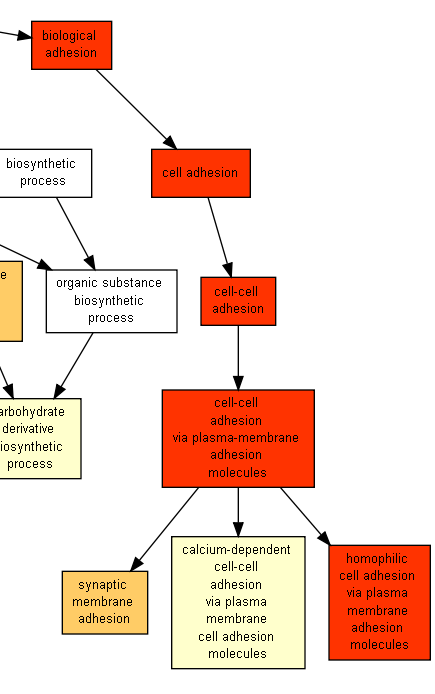 biological
adhesion
biosynthetic
process
cell adhesion
e
organic substance
biosynthetic
process
cell-cell
adhesion
arbohydrate
derivative
iosynthetic
process
cell-cell
adhesion
via plasma-membrane
adhesion
molecules
synaptic
membrane
adhesion
calcium-dependent
cell-cell
adhesion
via plasma
membrane
cell adhesion
molecules
homophilic
cell adhesion
via plasma
membrane
adhesion
molecules